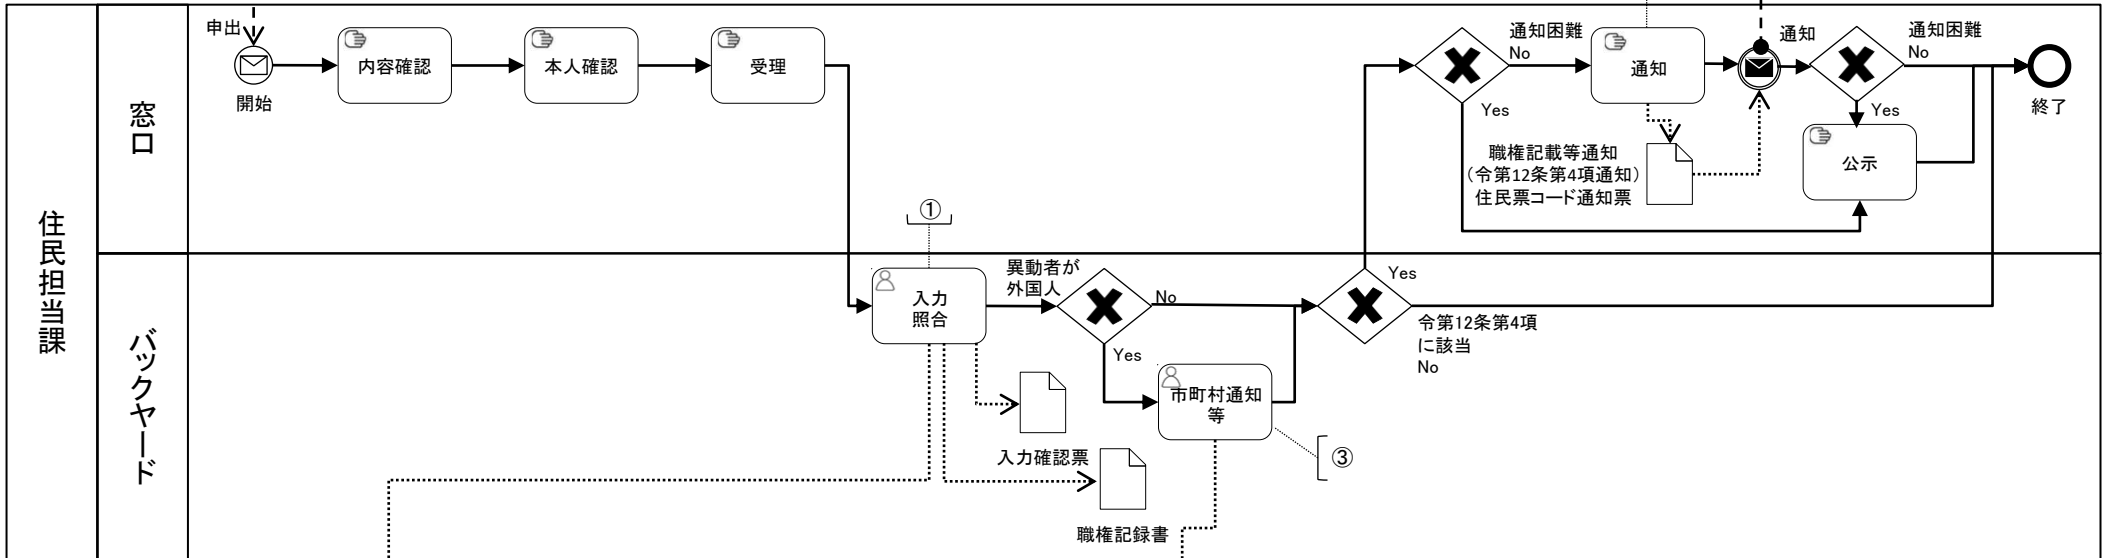 住民担当課
窓口
バックヤード
申出
開始
内容確認
本人確認
受理
通知困難
No
Yes
通知
通知
職権記載等通知
(令第12条第4項通知)
住民票コード通知票
通知困難
No
Yes
公示
終了
①
入力
照合
異動者が
外国人
No
Yes
市町村通知
等
③
Yes
令第12条第4項
に該当
No
入力確認票
職権記録書